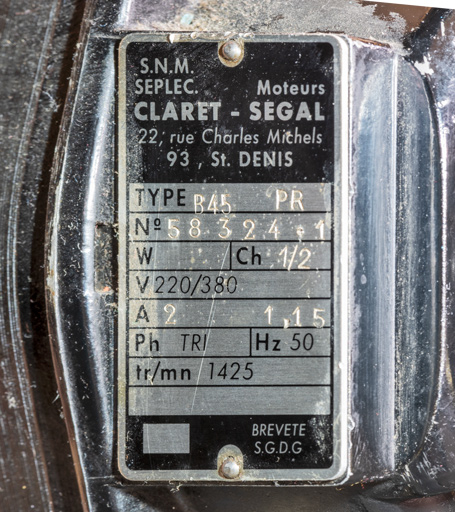 S.N.M.
SEPLEC. Moteurs
CLARET - SEGAL
22, rue Charles Michels
93, St. DENIS
TYPE B45 PR
Nº 58324.1
W Ch 1/2
V 220/380
A 2 1,15
Ph TRI Hz 50
tr/mn 1425
BREVETE
S.G.D.G